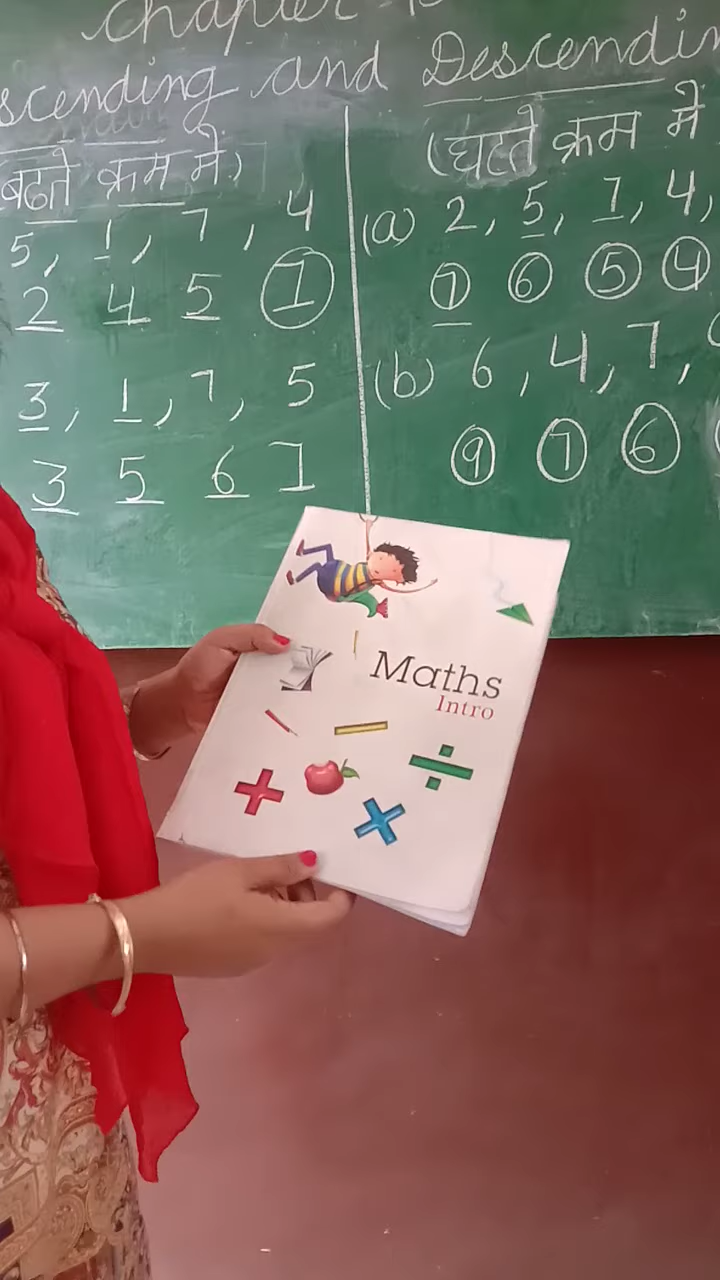 Chapter
scending and Descendin
बढते क्रम में)
(घटते क्रम में
5, 1, 7, 4
2 4 5 7
3, 1, 7, 5
3 5 6 7
(a) 2, 5, 7, 4,
7 6 5 4
(b) 6, 4, 7,
9 7 6
Maths
Intro